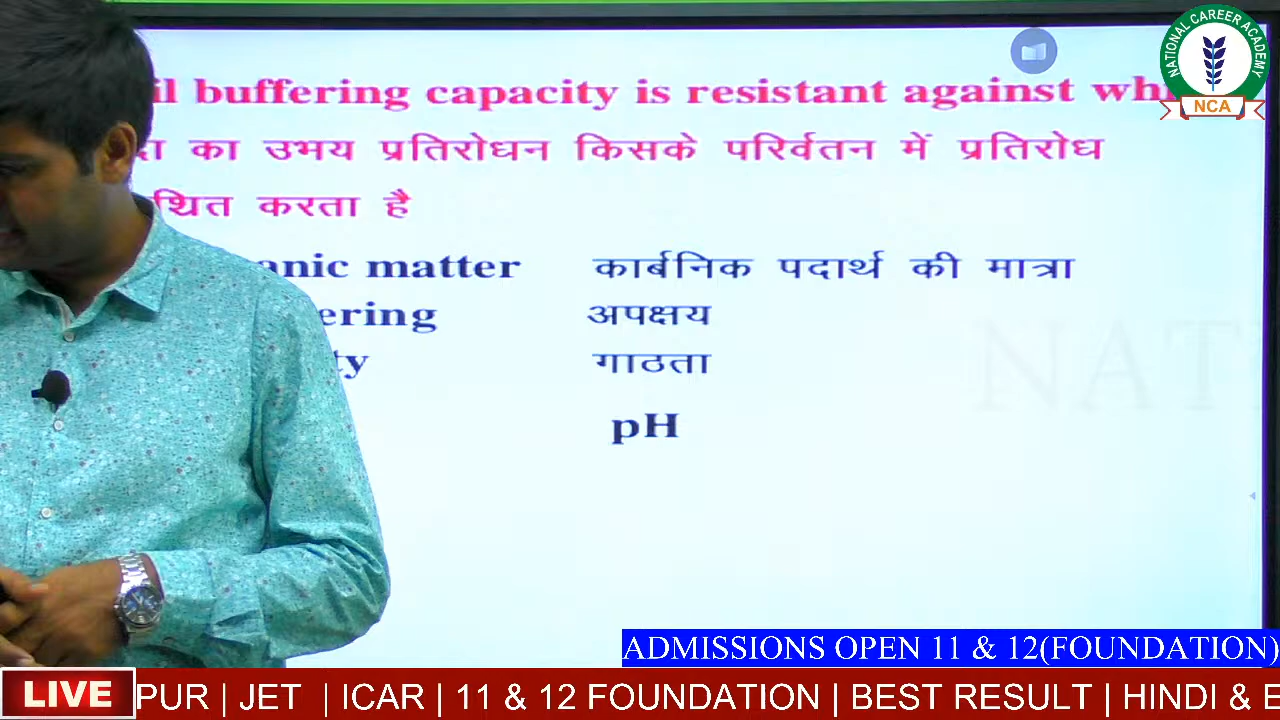 il buffering capacity is resistant against wh
दा का उभय प्रतिरोधन किसके परिर्वतन में प्रतिरोध
थित करता है
anic matter कार्बनिक पदार्थ की मात्रा
ering अपक्षय
ty गाठता
pH
NAT
NATIONAL CAREER ACADEMY
NCA
ADMISSIONS OPEN 11 & 12(FOUNDATION)
LIVE PUR | JET | ICAR | 11 & 12 FOUNDATION | BEST RESULT | HINDI & E